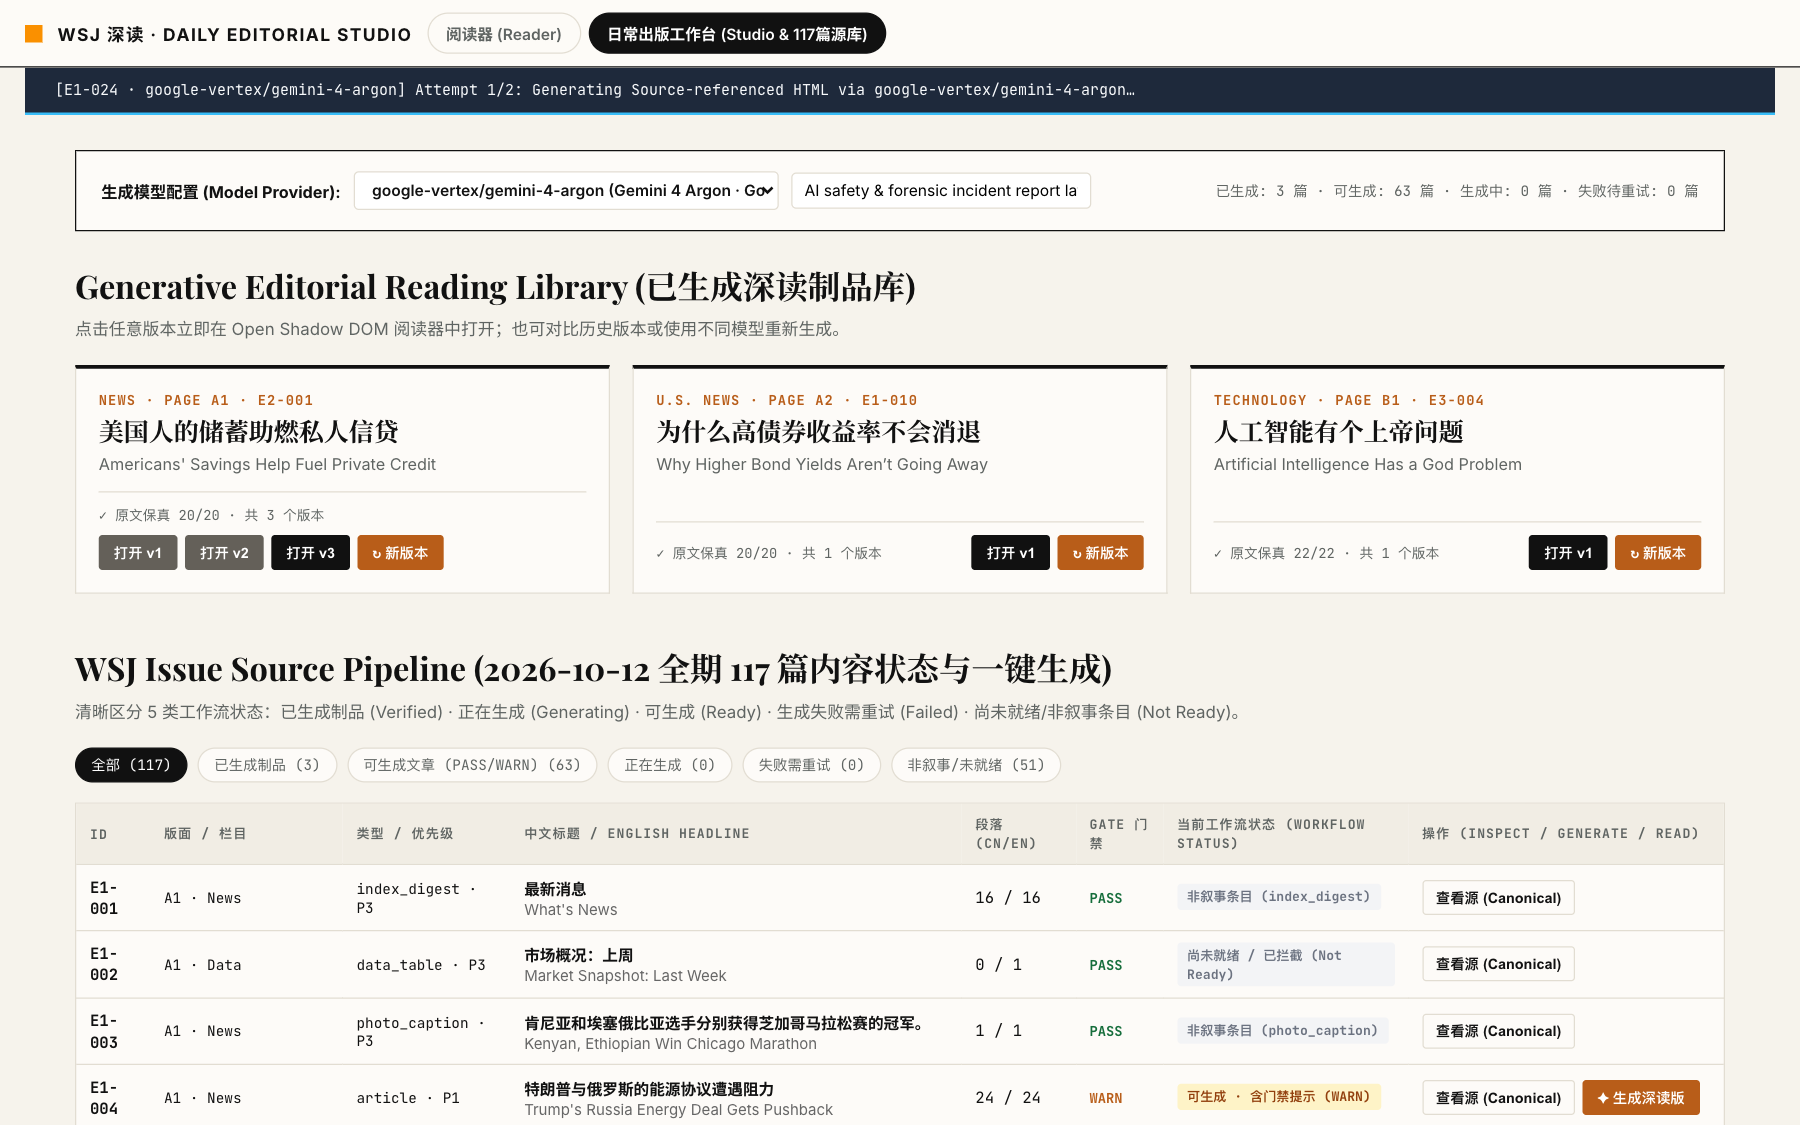 WSJ 深读 · DAILY EDITORIAL STUDIO
阅读器 (Reader)
日常出版工作台 (Studio & 117篇源库)
[E1-024 · google-vertex/gemini-4-argon] Attempt 1/2: Generating Source-referenced HTML via google-vertex/gemini-4-argon…
生成模型配置 (Model Provider):
google-vertex/gemini-4-argon (Gemini 4 Argon · Go
AI safety & forensic incident report la
已生成: 3 篇 · 可生成: 63 篇 · 生成中: 0 篇 · 失败待重试: 0 篇
Generative Editorial Reading Library (已生成深读制品库)
点击任意版本立即在 Open Shadow DOM 阅读器中打开；也可对比历史版本或使用不同模型重新生成。
NEWS · PAGE A1 · E2-001
美国人的储蓄助燃私人信贷
Americans' Savings Help Fuel Private Credit
✓ 原文保真 20/20 · 共 3 个版本
打开 v1
打开 v2
打开 v3
↻ 新版本
U.S. NEWS · PAGE A2 · E1-010
为什么高债券收益率不会消退
Why Higher Bond Yields Aren’t Going Away
✓ 原文保真 20/20 · 共 1 个版本
打开 v1
↻ 新版本
TECHNOLOGY · PAGE B1 · E3-004
人工智能有个上帝问题
Artificial Intelligence Has a God Problem
✓ 原文保真 22/22 · 共 1 个版本
打开 v1
↻ 新版本
WSJ Issue Source Pipeline (2026-10-12 全期 117 篇内容状态与一键生成)
清晰区分 5 类工作流状态：已生成制品 (Verified) · 正在生成 (Generating) · 可生成 (Ready) · 生成失败需重试 (Failed) · 尚未就绪/非叙事条目 (Not Ready)。
全部 (117)
已生成制品 (3)
可生成文章 (PASS/WARN) (63)
正在生成 (0)
失败需重试 (0)
非叙事/未就绪 (51)
ID
版面 / 栏目
类型 / 优先级
中文标题 / ENGLISH HEADLINE
段落
(CN/EN)
GATE 门
禁
当前工作流状态 (WORKFLOW
STATUS)
操作 (INSPECT / GENERATE / READ)
E1-
001
A1 · News
index_digest ·
P3
最新消息
What's News
16 / 16
PASS
非叙事条目 (index_digest)
查看源 (Canonical)
E1-
002
A1 · Data
data_table · P3
市场概况：上周
Market Snapshot: Last Week
0 / 1
PASS
尚未就绪 / 已拦截 (Not
Ready)
查看源 (Canonical)
E1-
003
A1 · News
photo_caption ·
P3
肯尼亚和埃塞俄比亚选手分别获得芝加哥马拉松赛的冠军。
Kenyan, Ethiopian Win Chicago Marathon
1 / 1
PASS
非叙事条目 (photo_caption)
查看源 (Canonical)
E1-
004
A1 · News
article · P1
特朗普与俄罗斯的能源协议遭遇阻力
Trump's Russia Energy Deal Gets Pushback
24 / 24
WARN
可生成 · 含门禁提示 (WARN)
查看源 (Canonical)
✦ 生成深读版